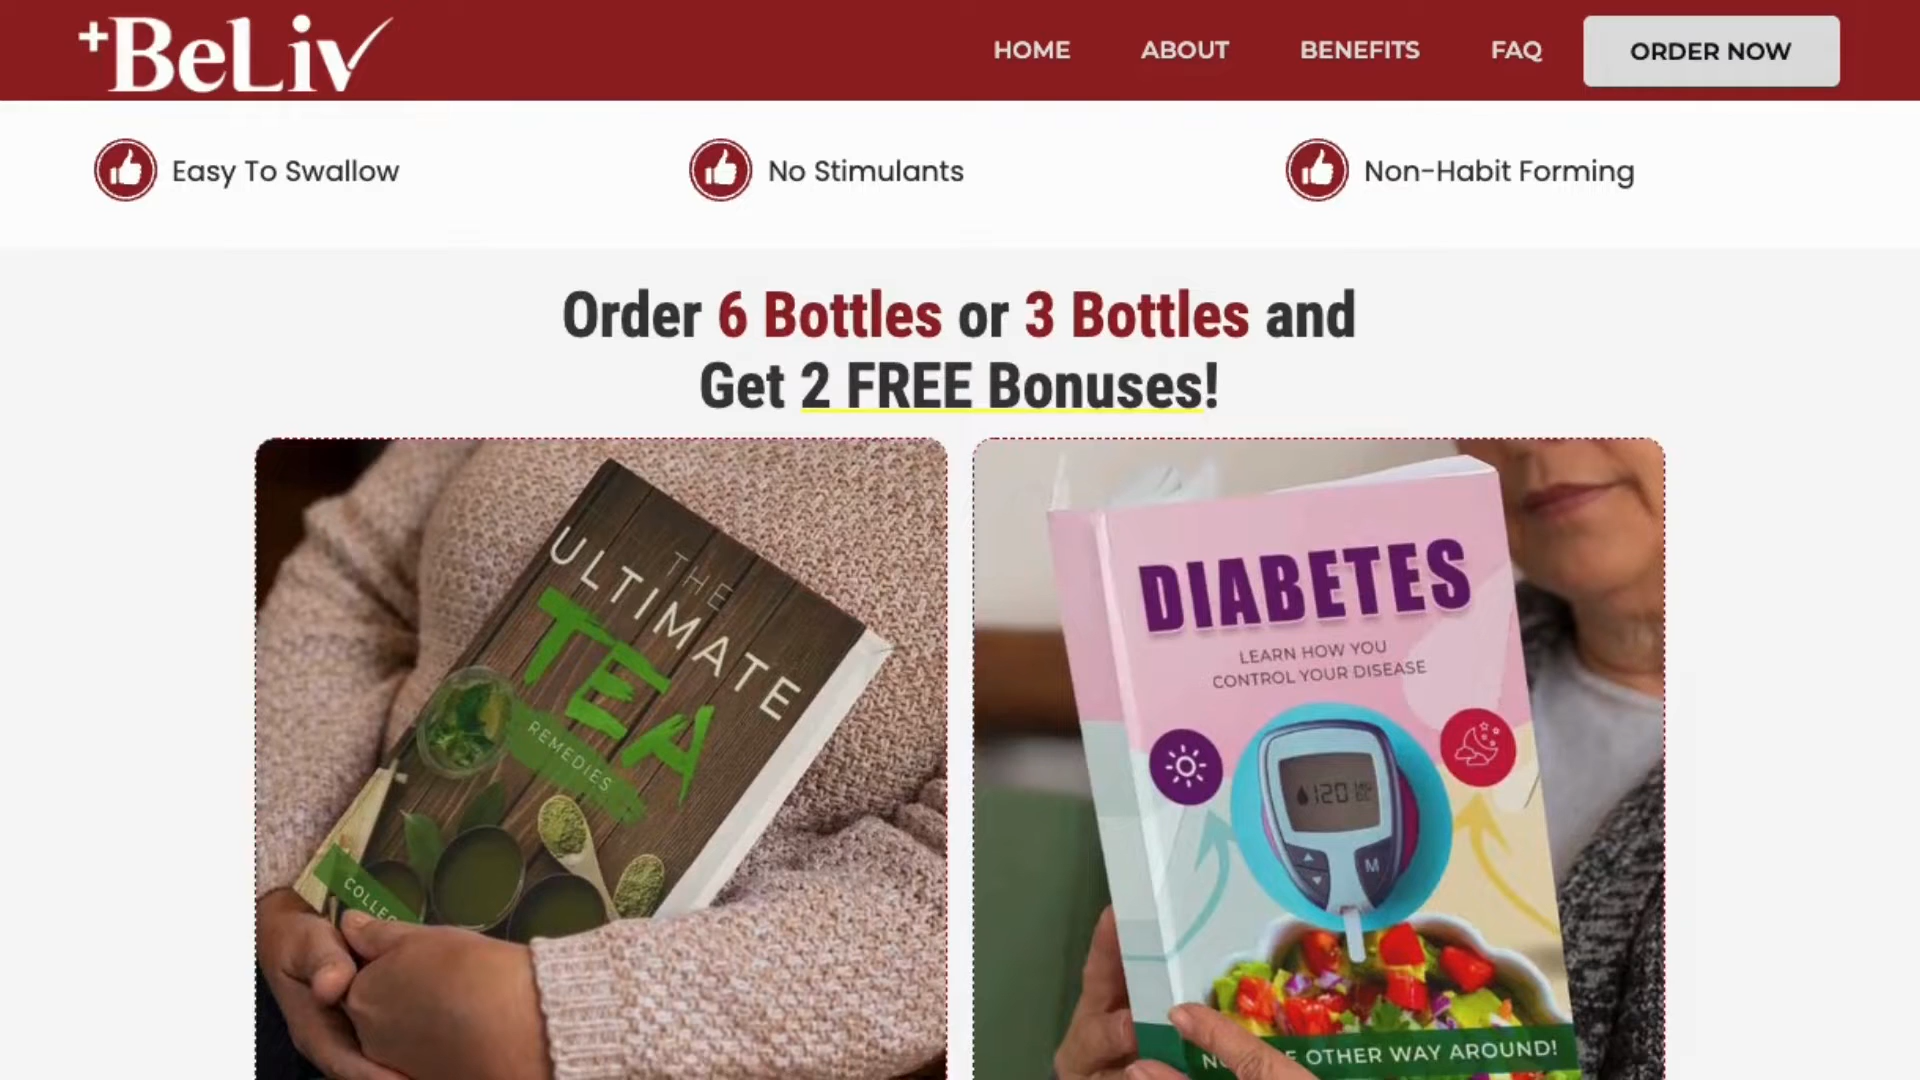 +BeLiv
HOME ABOUT BENEFITS FAQ ORDER NOW
Easy To Swallow No Stimulants Non-Habit Forming
Order 6 Bottles or 3 Bottles and
Get 2 FREE Bonuses!
THE
ULTIMATE
TEA
REMEDIES
DIABETES
LEARN HOW YOU
CONTROL YOUR DISEASE
120
M
OTHER WAY AROUND!